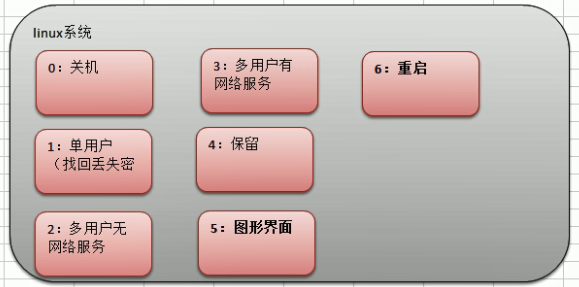 linux系统
0：关机
1：单用户
（找回丢失密
2：多用户无
网络服务
3：多用户有
网络服务
4：保留
5：图形界面
6：重启